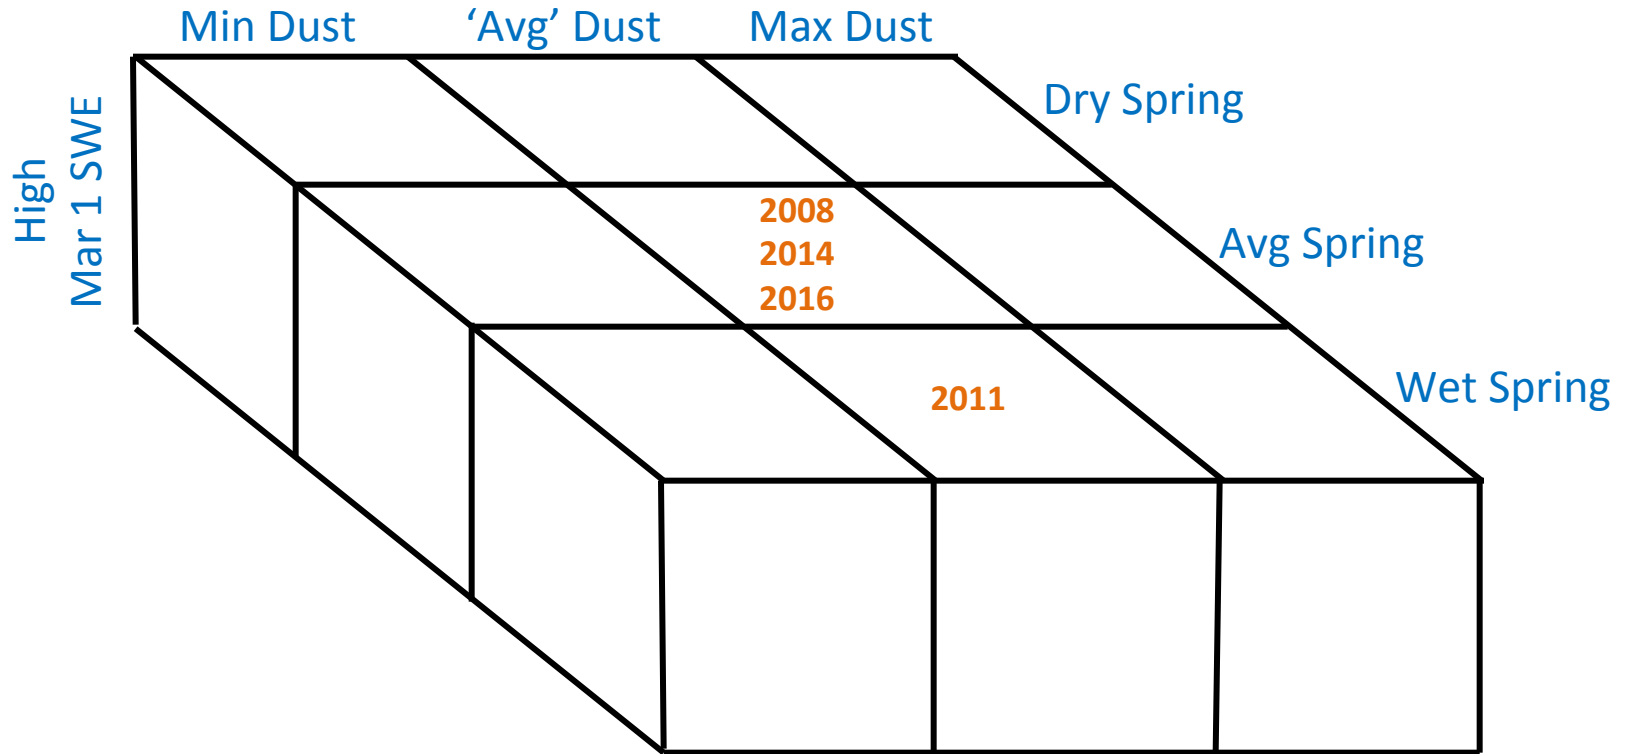 Min Dust
‘Avg’ Dust
Max Dust
Dry Spring
High
Mar 1 SWE
2008
2014
2016
Avg Spring
2011
Wet Spring